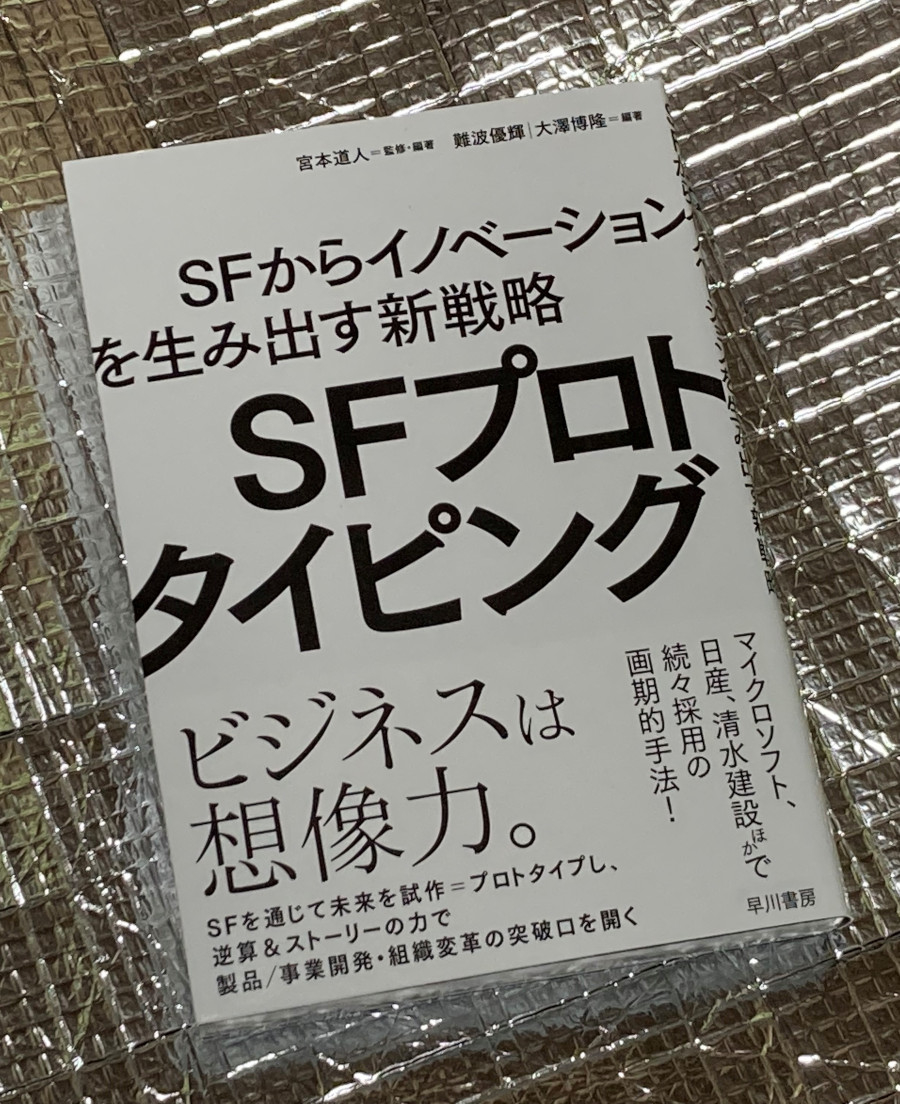 宮本道人=監修・編著 難波優輝|大澤博隆=編著
SFからイノベーション
を生み出す新戦略
SFプロト
タイピング
マイクロソフト、
日産、清水建設ほかで
続々採用の
画期的手法!
ビジネスは
想像力。
SFを通じて未来を試作=プロトタイプし、
逆算&ストーリーの力で
製品/事業開発・組織変革の突破口を開く
早川書房